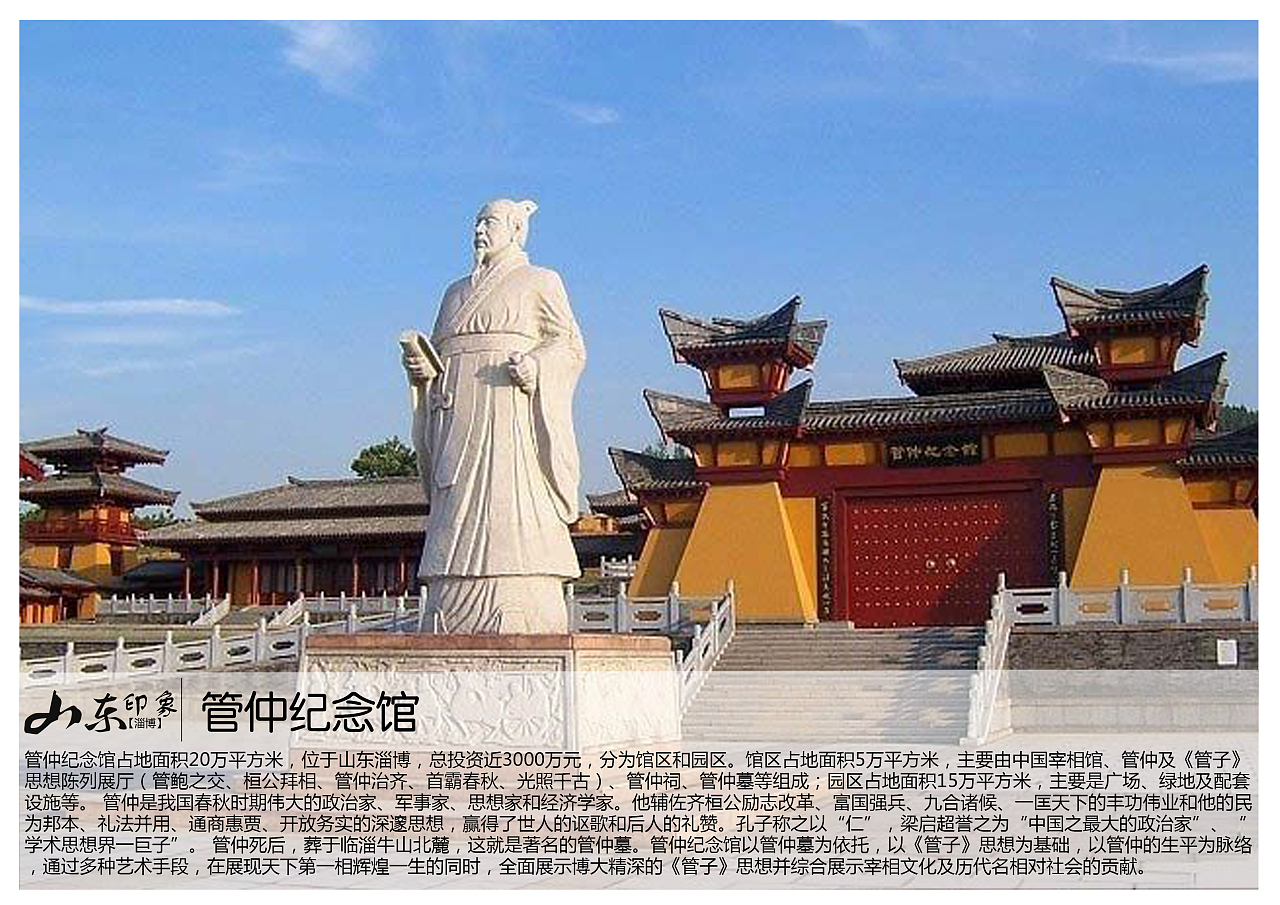 管仲纪念馆
山东印象
【淄博】
管仲纪念馆
管仲纪念馆占地面积20万平方米，位于山东淄博，总投资近3000万元，分为馆区和园区。馆区占地面积5万平方米，主要由中国宰相馆、管仲及《管子》
思想陈列展厅（管鲍之交、桓公拜相、管仲治齐、首霸春秋、光照千古）、管仲祠、管仲墓等组成；园区占地面积15万平方米，主要是广场、绿地及配套
设施等。 管仲是我国春秋时期伟大的政治家、军事家、思想家和经济学家。他辅佐齐桓公励志改革、富国强兵、九合诸候、一匡天下的丰功伟业和他的民
为邦本、礼法并用、通商惠贾、开放务实的深邃思想，赢得了世人的讴歌和后人的礼赞。孔子称之以“仁”，梁启超誉之为“中国之最大的政治家”、“
学术思想界一巨子”。 管仲死后，葬于临淄牛山北麓，这就是著名的管仲墓。管仲纪念馆以管仲墓为依托，以《管子》思想为基础，以管仲的生平为脉络
，通过多种艺术手段，在展现天下第一相辉煌一生的同时，全面展示博大精深的《管子》思想并综合展示宰相文化及历代名相对社会的贡献。